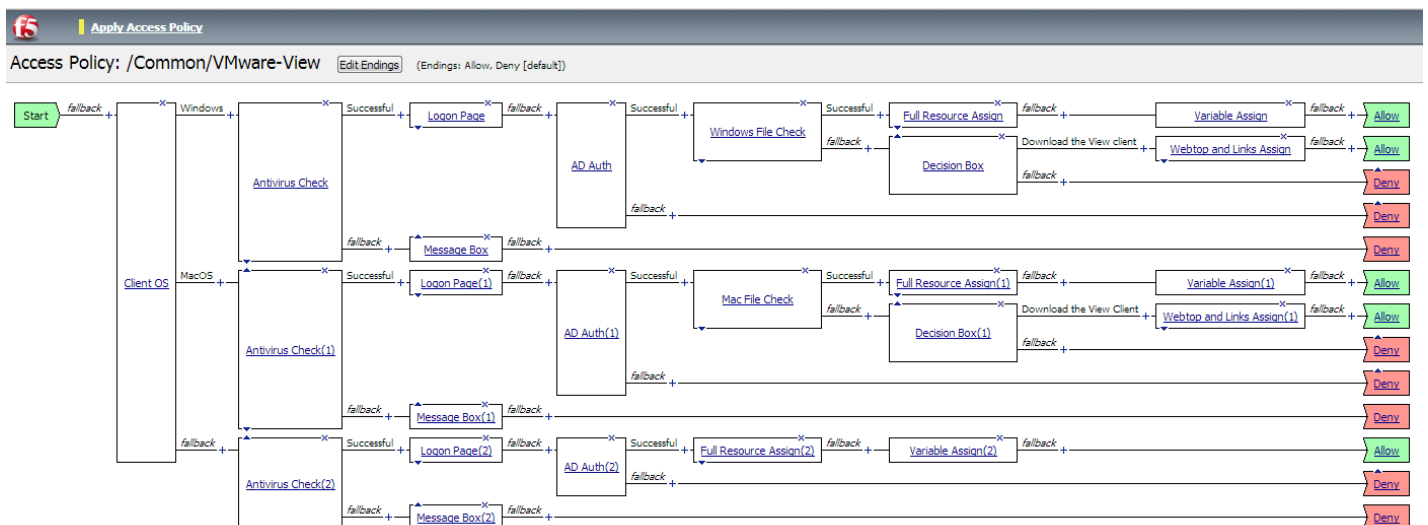 f5 Apply Access Policy
Access Policy: /Common/VMware-View Edit Endings (Endings: Allow, Deny [default])
Start fallback + Windows + Successful + Logon Page fallback + Successful + Successful + Full Resource Assign fallback + Variable Assign fallback + Allow
Windows File Check
fallback + Download the View client + Webtop and Links Assign fallback + Allow
Antivirus Check AD Auth Decision Box
fallback + Deny
fallback + Deny
fallback + Message Box fallback + Deny
Client OS MacOS + Successful + Logon Page(1) fallback + Successful + Successful + Full Resource Assign(1) fallback + Variable Assign(1) fallback + Allow
Mac File Check
fallback + Download the View Client + Webtop and Links Assign(1) fallback + Allow
Antivirus Check(1) AD Auth(1) Decision Box(1)
fallback + Deny
fallback + Deny
fallback + Message Box(1) fallback + Deny
fallback + Successful + Logon Page(2) fallback + Successful + Full Resource Assign(2) fallback + Variable Assign(2) fallback + Allow
AD Auth(2)
Antivirus Check(2) fallback + Deny
fallback + Message Box(2) fallback + Deny